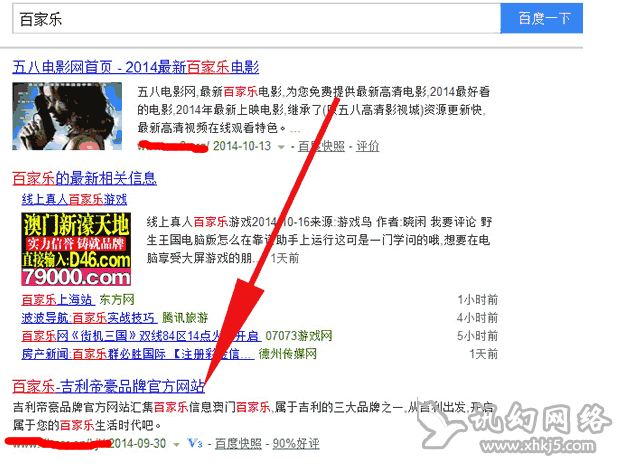 百家乐
百度一下
五八电影网首页 - 2014最新百家乐电影
五八电影网,最新百家乐电影,为您免费提供最新高清电影,2014最好看
的电影,2014年最新上映电影,继承了(原五八高清影视城)资源更新快,
最新高清视频在线观看特色。...
2014-10-13 - 百度快照 - 评价
百家乐的最新相关信息
线上真人百家乐游戏
澳门新濠天地
实力信誉 铸就品牌
直接输入:D46.com
79000.com
线上真人百家乐游戏2014-10-16来源:游戏鸟 作者:晓闲 我要评论 野
生王国电脑版怎么在靠谱助手上运行这可是一门学问的哦,想要在电
脑享受大屏游戏的朋... 1天前
百家乐上海站 东方网 1小时前
波波导航:百家乐实战技巧 腾讯旅游 4小时前
百家乐网《街机三国》双线84区14点火 开启 07073游戏网 5小时前
房产新闻:百家乐群必胜国际 【注册彩金信... 德州传媒网 1天前
百家乐-吉利帝豪品牌官方网站
吉利帝豪品牌官方网站汇集百家乐信息澳门百家乐,属于吉利的三大品牌之一,从吉利出发,开启
属于您的百家乐生活时代吧。
2014-09-30 - V3 - 百度快照 - 90%好评
玑幻网络
www.xhkj5.com